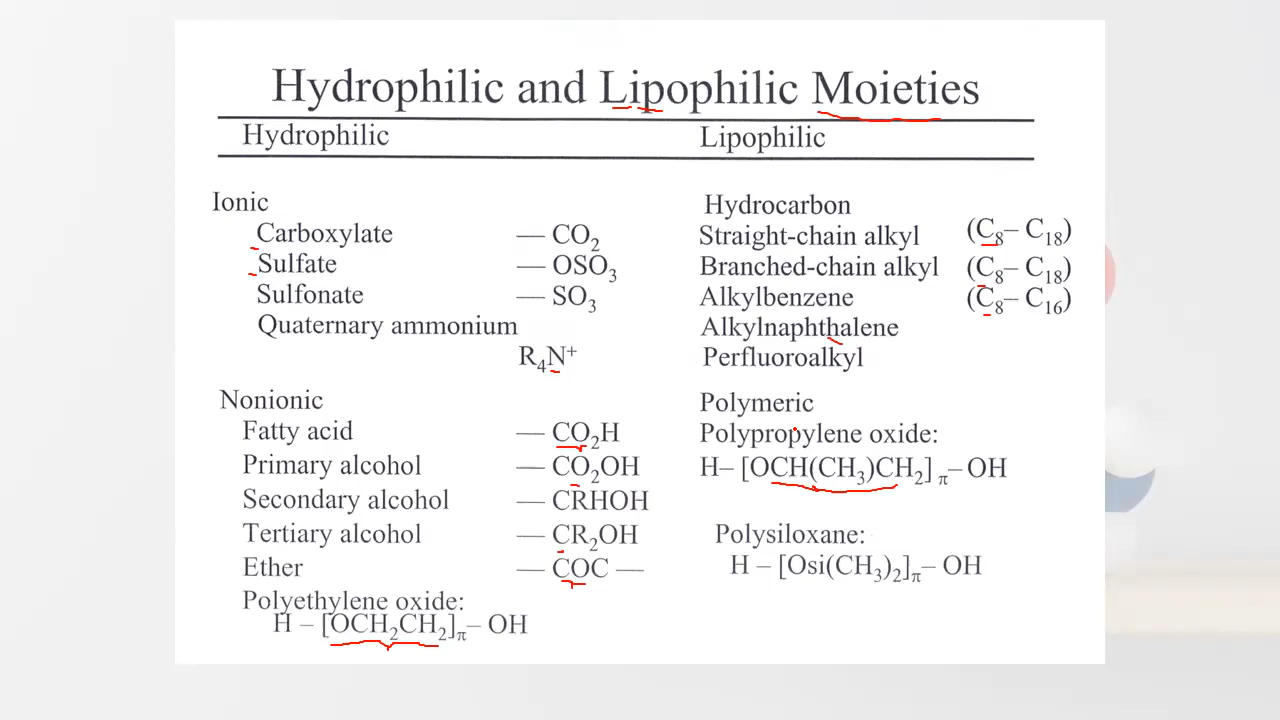 Hydrophilic and Lipophilic Moieties
Hydrophilic Lipophilic
Ionic
Carboxylate — CO₂
Sulfate — OSO₃
Sulfonate — SO₃
Quaternary ammonium
R₄N⁺
Nonionic
Fatty acid — CO₂H
Primary alcohol — CO₂OH
Secondary alcohol — CRHOH
Tertiary alcohol — CR₂OH
Ether — COC —
Polyethylene oxide:
H – [OCH₂CH₂]π– OH
Hydrocarbon
Straight-chain alkyl (C₈– C₁₈)
Branched-chain alkyl (C₈– C₁₈)
Alkylbenzene (C₈– C₁₆)
Alkylnaphthalene
Perfluoroalkyl
Polymeric
Polypropylene oxide:
H– [OCH(CH₃)CH₂] π– OH
Polysiloxane:
H – [Osi(CH₃)₂]π– OH